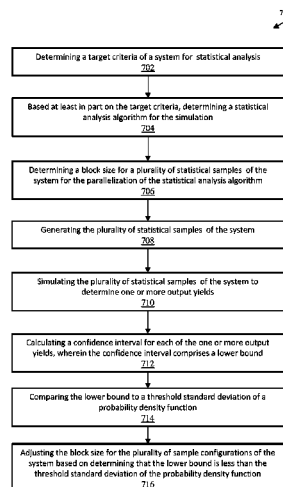 7
Determining a target criteria of a system for statistical analysis
702
Based at least in part on the target criteria, determining a statistical
analysis algorithm for the simulation
704
Determining a block size for a plurality of statistical samples of the
system for the parallelization of the statistical analysis algorithm
706
Generating the plurality of statistical samples of the system
708
Simulating the plurality of statistical samples of the system to
determine one or more output yields
710
Calculating a confidence interval for each of the one or more output
yields, wherein the confidence interval comprises a lower bound
712
Comparing the lower bound to a threshold standard deviation of a
probability density function
714
Adjusting the block size for the plurality of sample configurations of the
system based on determining that the lower bound is less than the
threshold standard deviation of the probability density function
716